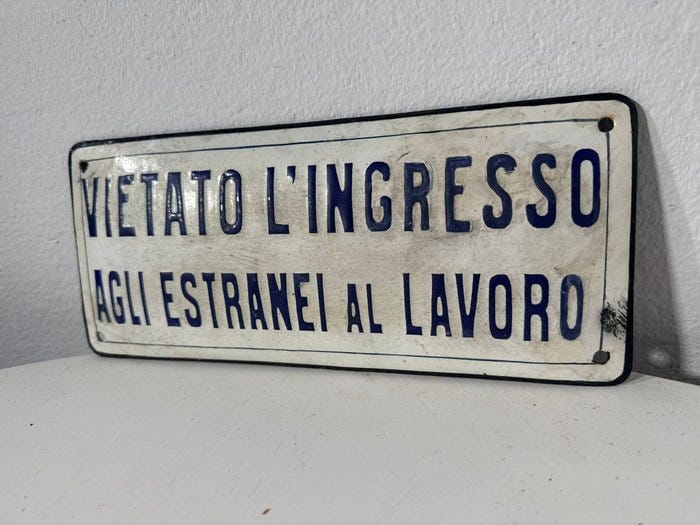 VIETATO L'INGRESSO
AGLI ESTRANEI AL LAVORO